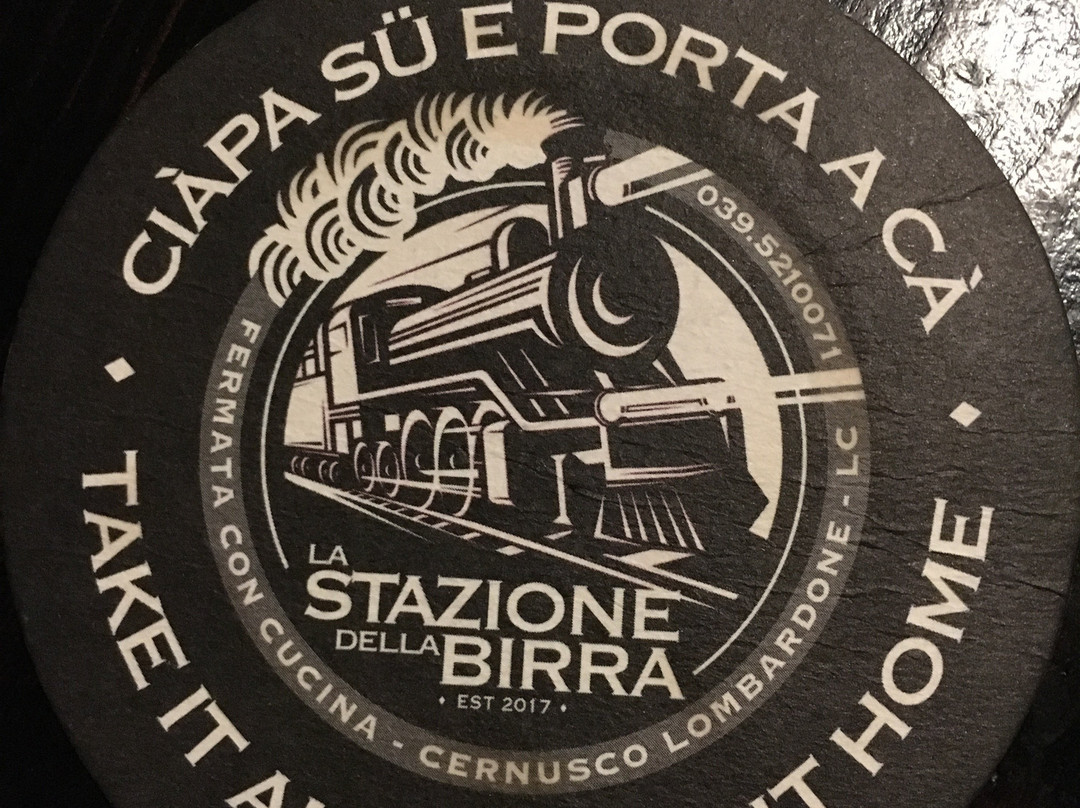 CIÀPA SÜ E PORTA A CÁ
039.5210071
FERMATA CON CUCINA - CERNUSCO LOMBARDONE - LC
LA
STAZIONE
DELLA BIRRA
• EST 2017 •
TAKE IT
HOME